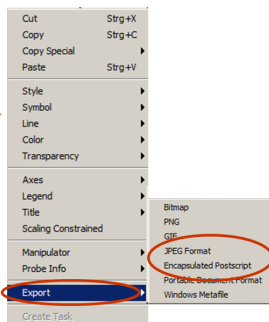 Cut Strg+X
Copy Strg+C
Copy Special
Paste Strg+V
Style
Symbol
Line
Color
Transparency
Axes
Legend
Title
Scaling Constrained
Manipulator
Probe Info
Export
Create Task
Bitmap
PNG
GIF
JPEG Format
Encapsulated Postscript
Portable Document Format
Windows Metafile